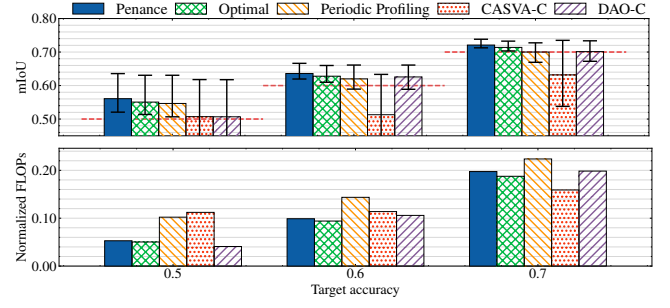 Penance Optimal Periodic Profiling CASVA-C DAO-C
0.80
0.70
0.60
0.50
mIoU
0.20
0.10
0.00
Normalized FLOPs
0.5 0.6 0.7
Target accuracy